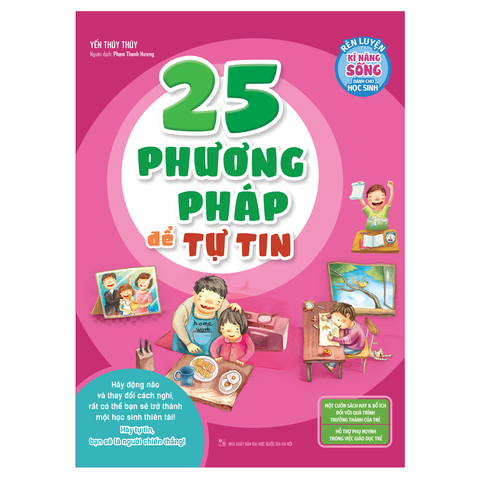 YẾN THÚY THÚY
Người dịch: Phạm Thanh Hương
RÈN LUYỆN
KĨ NĂNG
SỐNG
DÀNH CHO
HỌC SINH
25
PHƯƠNG
PHÁP
để TỰ TIN
home
work
Hãy động não
và thay đổi cách nghĩ,
rất có thể bạn sẽ trở thành
một học sinh thiên tài!
Hãy tự tin,
bạn sẽ là người chiến thắng!
MỘT CUỐN SÁCH HAY & BỔ ÍCH
ĐỐI VỚI QUÁ TRÌNH
TRƯỞNG THÀNH CỦA TRẺ
HỖ TRỢ PHỤ HUYNH
TRONG VIỆC GIÁO DỤC TRẺ
NHÀ XUẤT BẢN ĐẠI HỌC QUỐC GIA HÀ NỘI